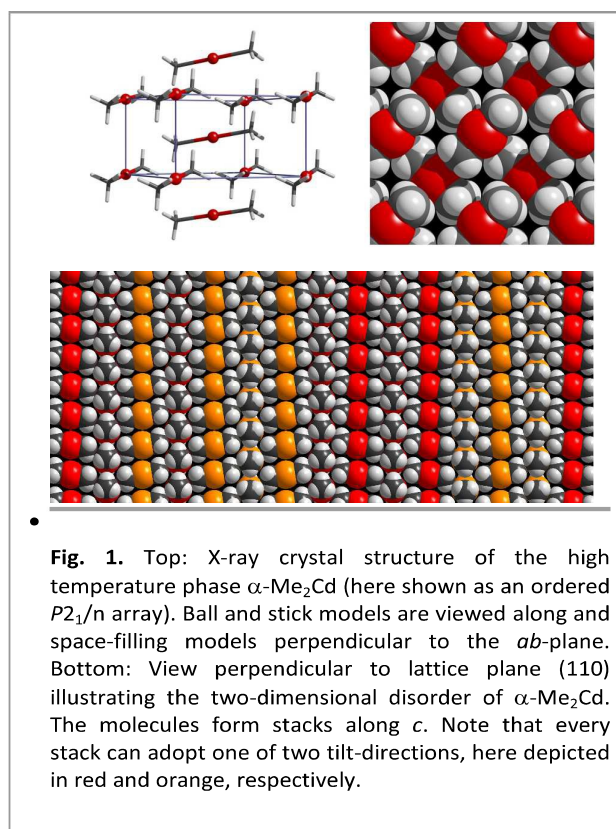 •
Fig. 1. Top: X-ray crystal structure of the high
temperature phase α-Me₂Cd (here shown as an ordered
P2₁/n array). Ball and stick models are viewed along and
space-filling models perpendicular to the ab-plane.
Bottom: View perpendicular to lattice plane (110)
illustrating the two-dimensional disorder of α-Me₂Cd.
The molecules form stacks along c. Note that every
stack can adopt one of two tilt-directions, here depicted
in red and orange, respectively.